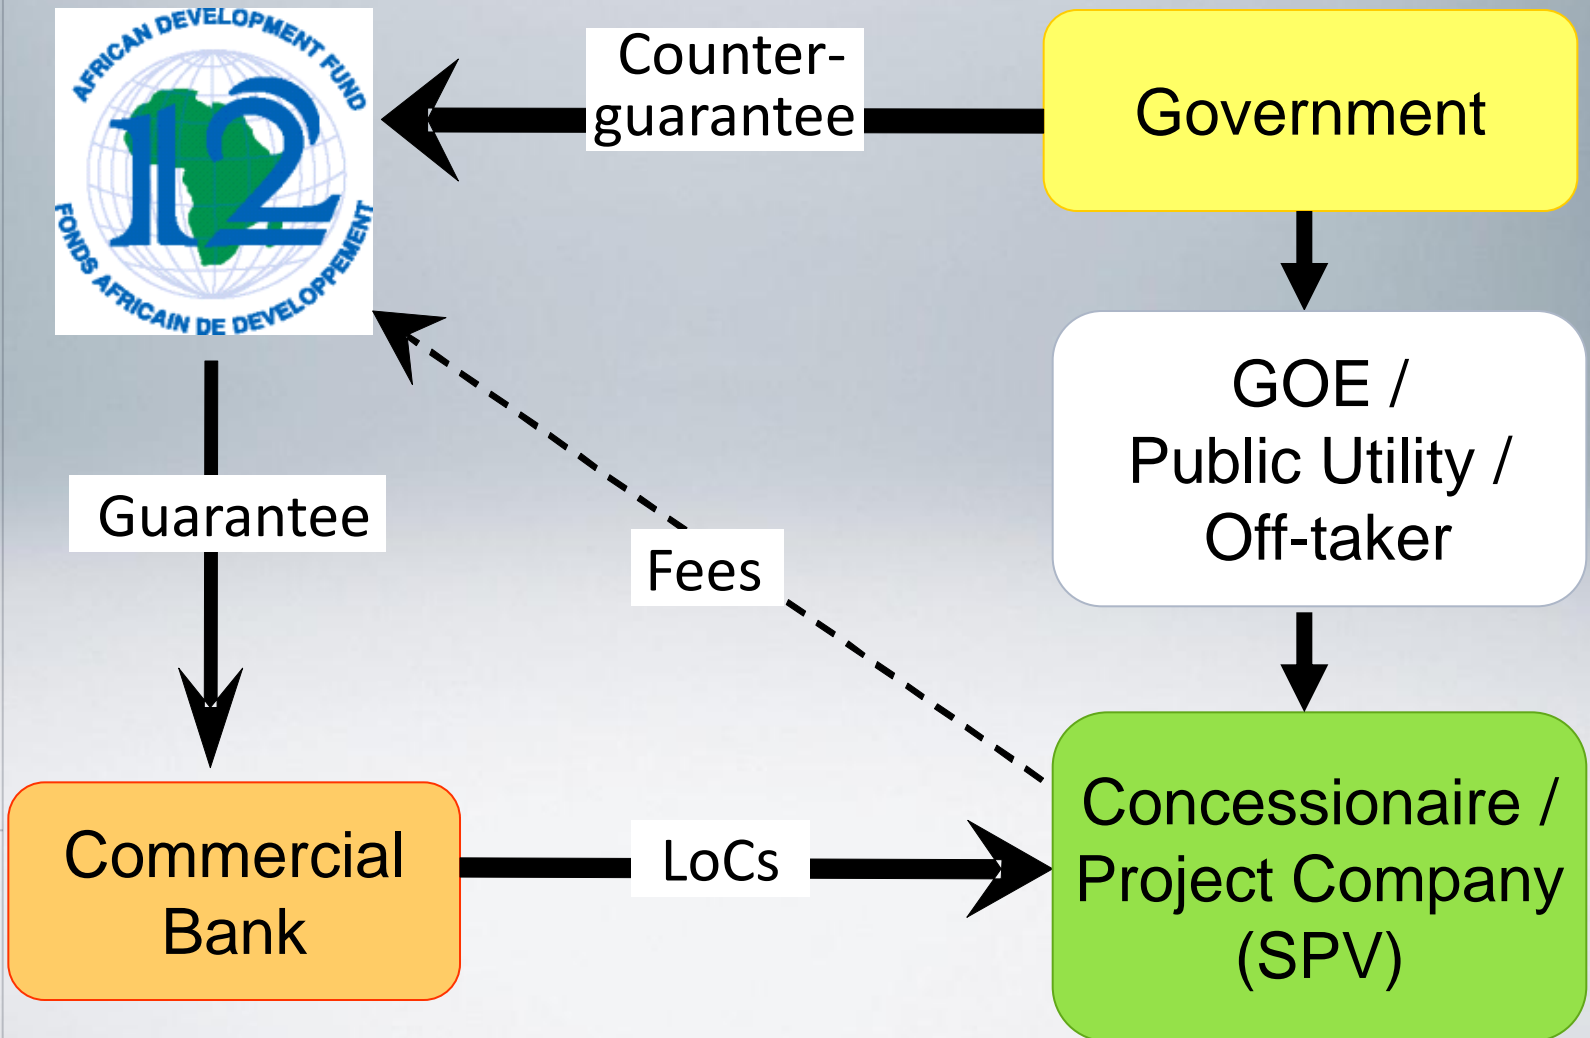 AFRICAN DEVELOPMENT FUND
12
FONDS AFRICAIN DE DEVELOPPEMENT
Counter-
guarantee
Government
GOE /
Public Utility /
Off-taker
Guarantee
Fees
Commercial
Bank
LoCs
Concessionaire /
Project Company
(SPV)